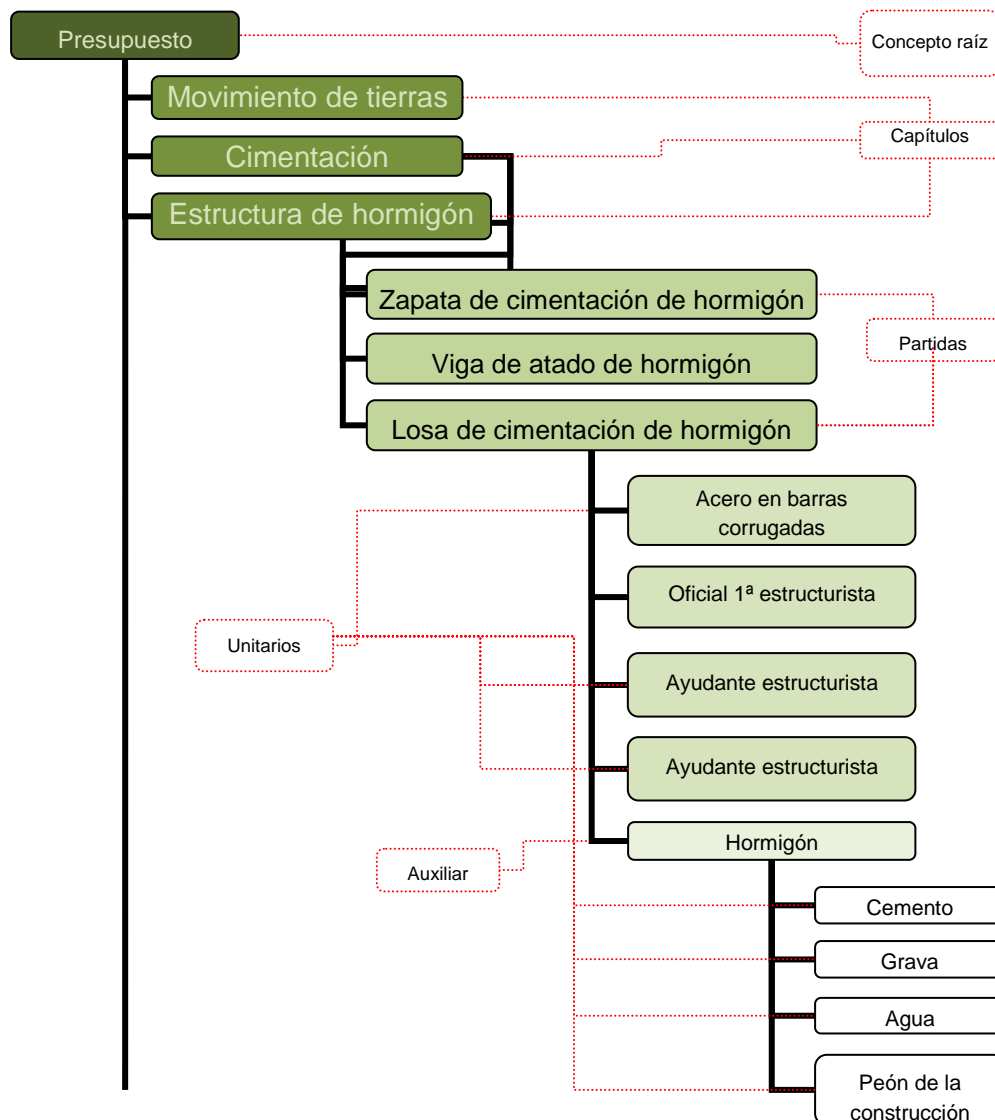 Presupuesto
Concepto raíz
Movimiento de tierras
Capítulos
Cimentación
Estructura de hormigón
Zapata de cimentación de hormigón
Partidas
Viga de atado de hormigón
Losa de cimentación de hormigón
Acero en barras
corrugadas
Oficial 1ª estructurista
Unitarios
Ayudante estructurista
Ayudante estructurista
Hormigón
Auxiliar
Cemento
Grava
Agua
Peón de la
construcción